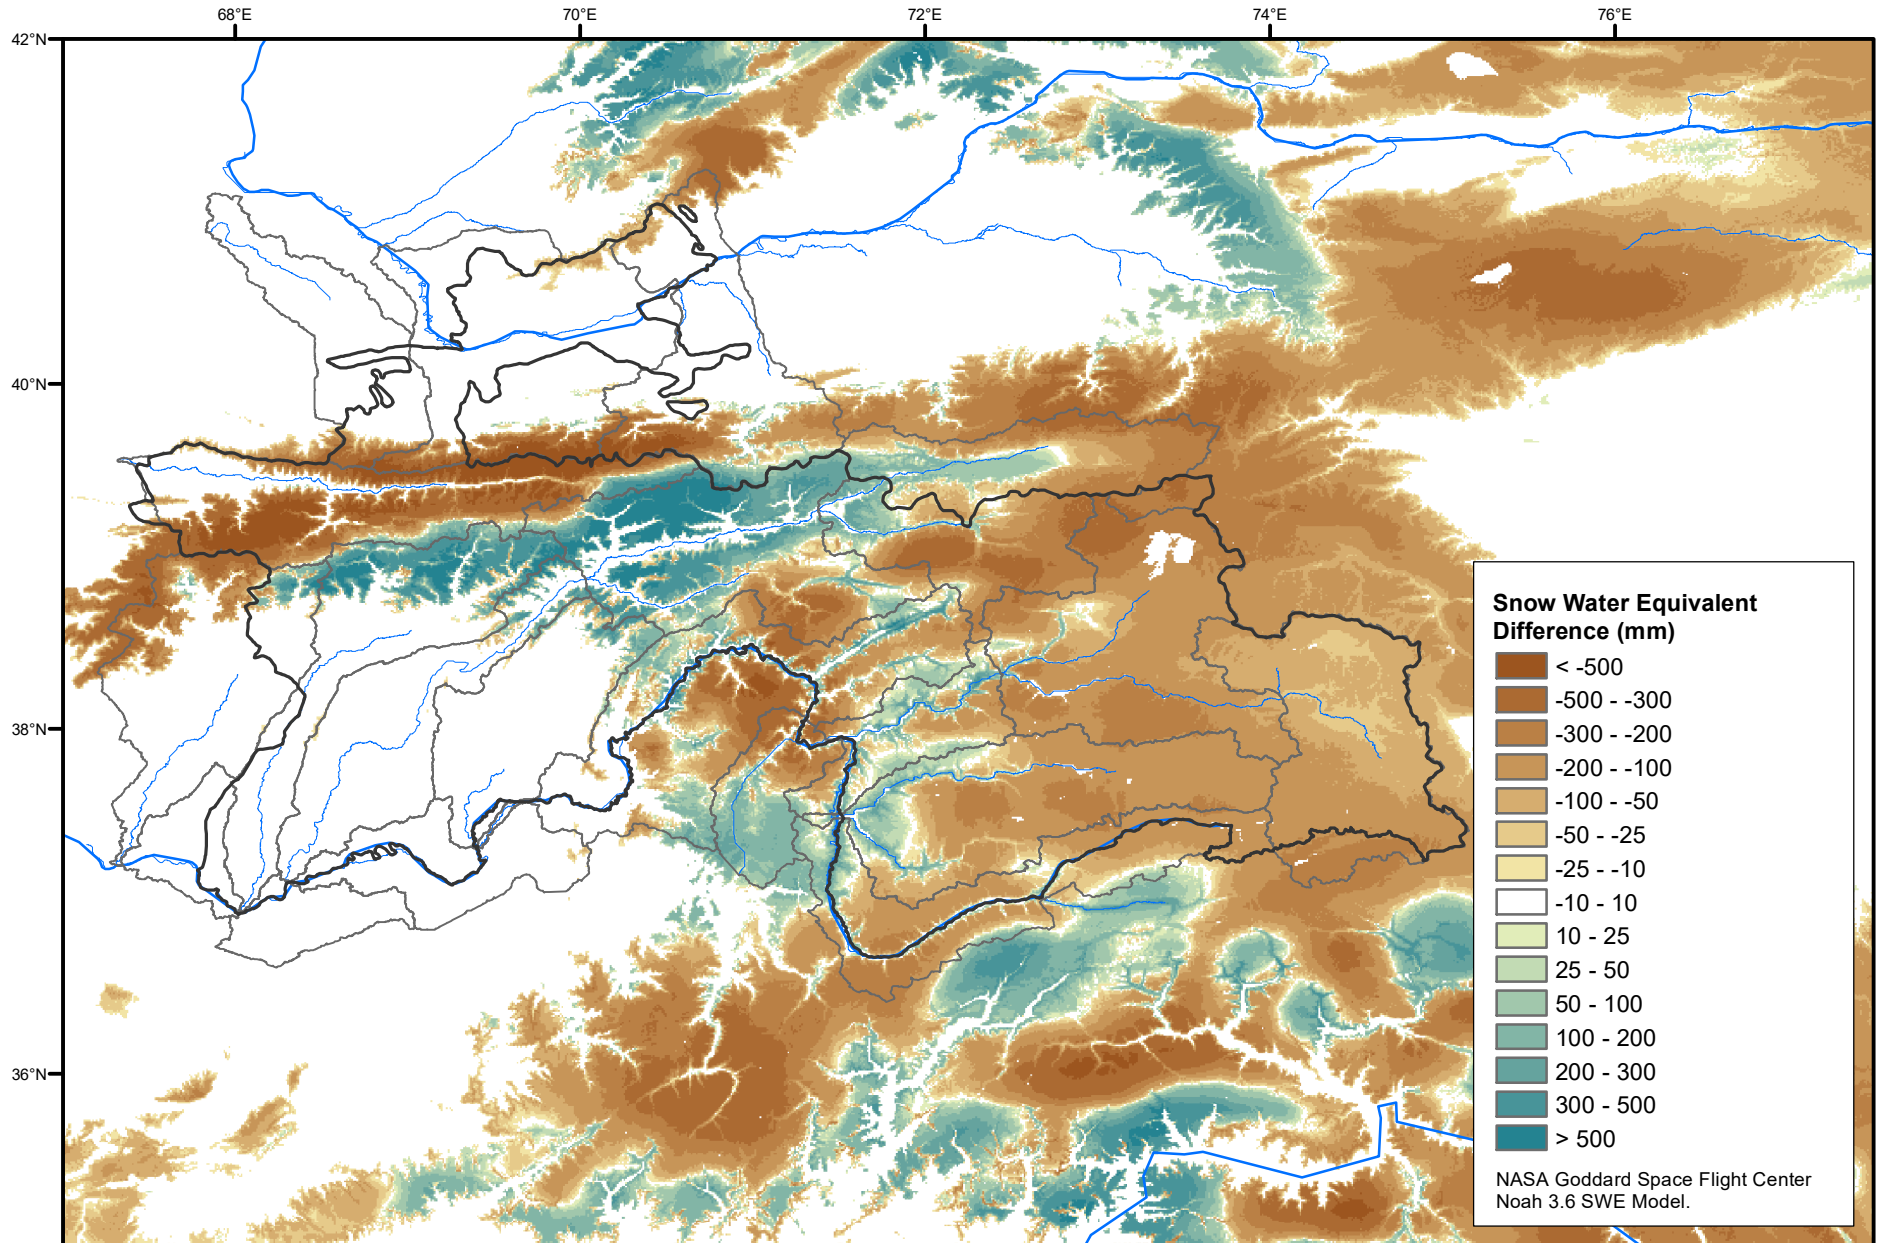 68°E 70°E 72°E 74°E 76°E
42°N
40°N
38°N
36°N
Snow Water Equivalent
Difference (mm)
< -500
-500 - -300
-300 - -200
-200 - -100
-100 - -50
-50 - -25
-25 - -10
-10 - 10
10 - 25
25 - 50
50 - 100
100 - 200
200 - 300
300 - 500
> 500
NASA Goddard Space Flight Center
Noah 3.6 SWE Model.